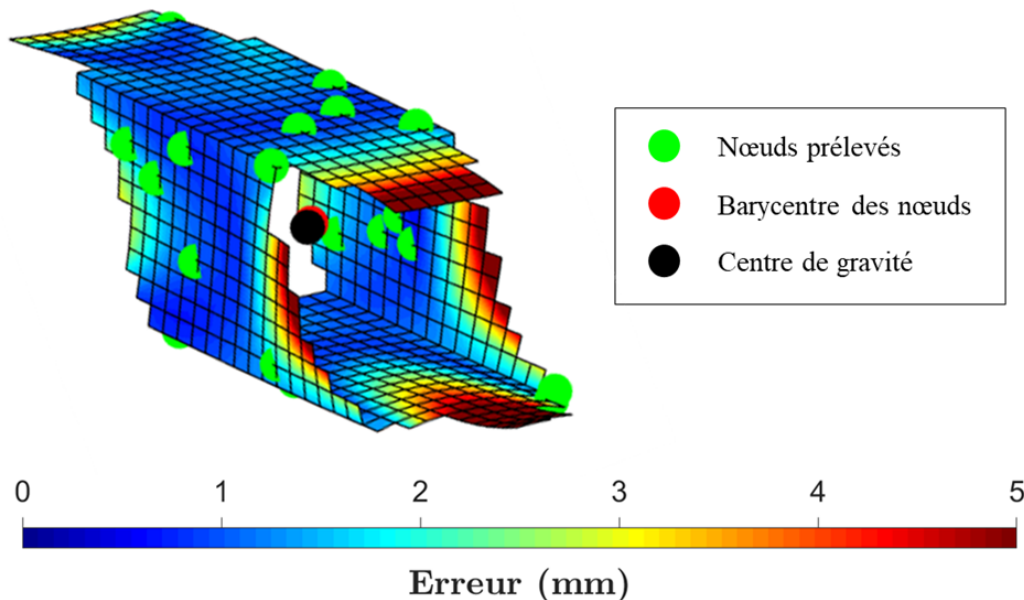 Nœuds prélevés
Barycentre des nœuds
Centre de gravité
0 1 2 3 4 5
Erreur (mm)